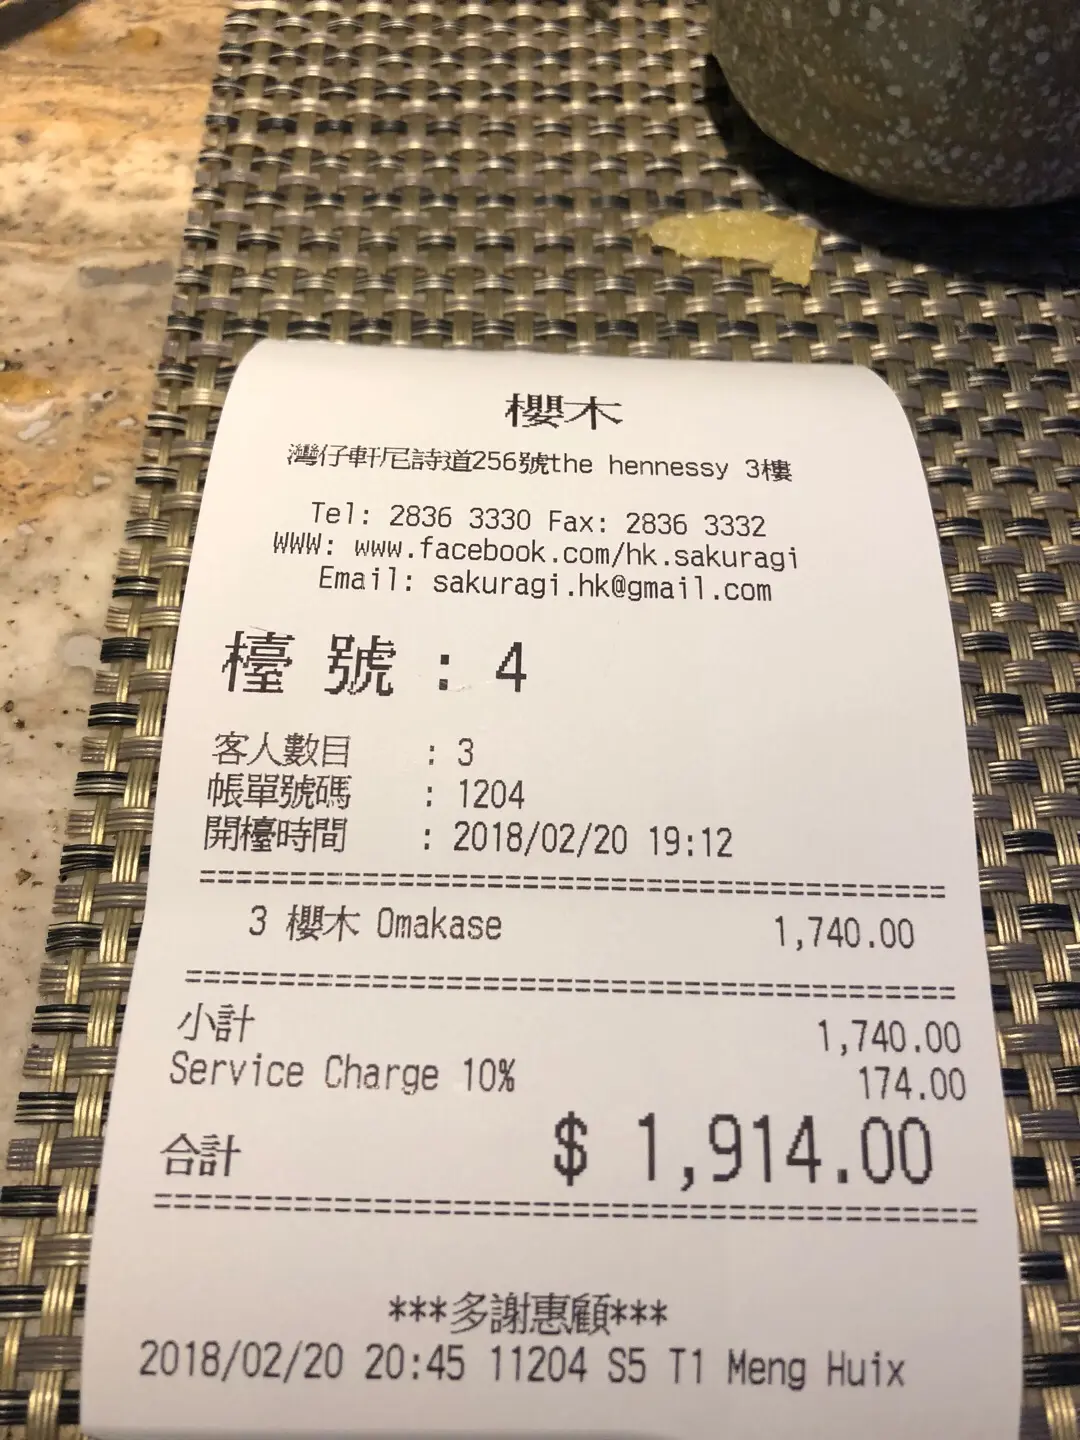 櫻木
灣仔軒尼詩道256號the hennessy 3樓
Tel: 2836 3330 Fax: 2836 3332
WWW: www.facebook.com/hk.sakuragi
Email: sakuragi.hk@gmail.com
檯 號 : 4
客人數目 : 3
帳單號碼 : 1204
開檯時間 : 2018/02/20 19:12
3 櫻木 Omakase 1,740.00
小計 1,740.00
Service Charge 10% 174.00
合計 $ 1,914.00
***多謝惠顧***
2018/02/20 20:45 11204 S5 T1 Meng Huix